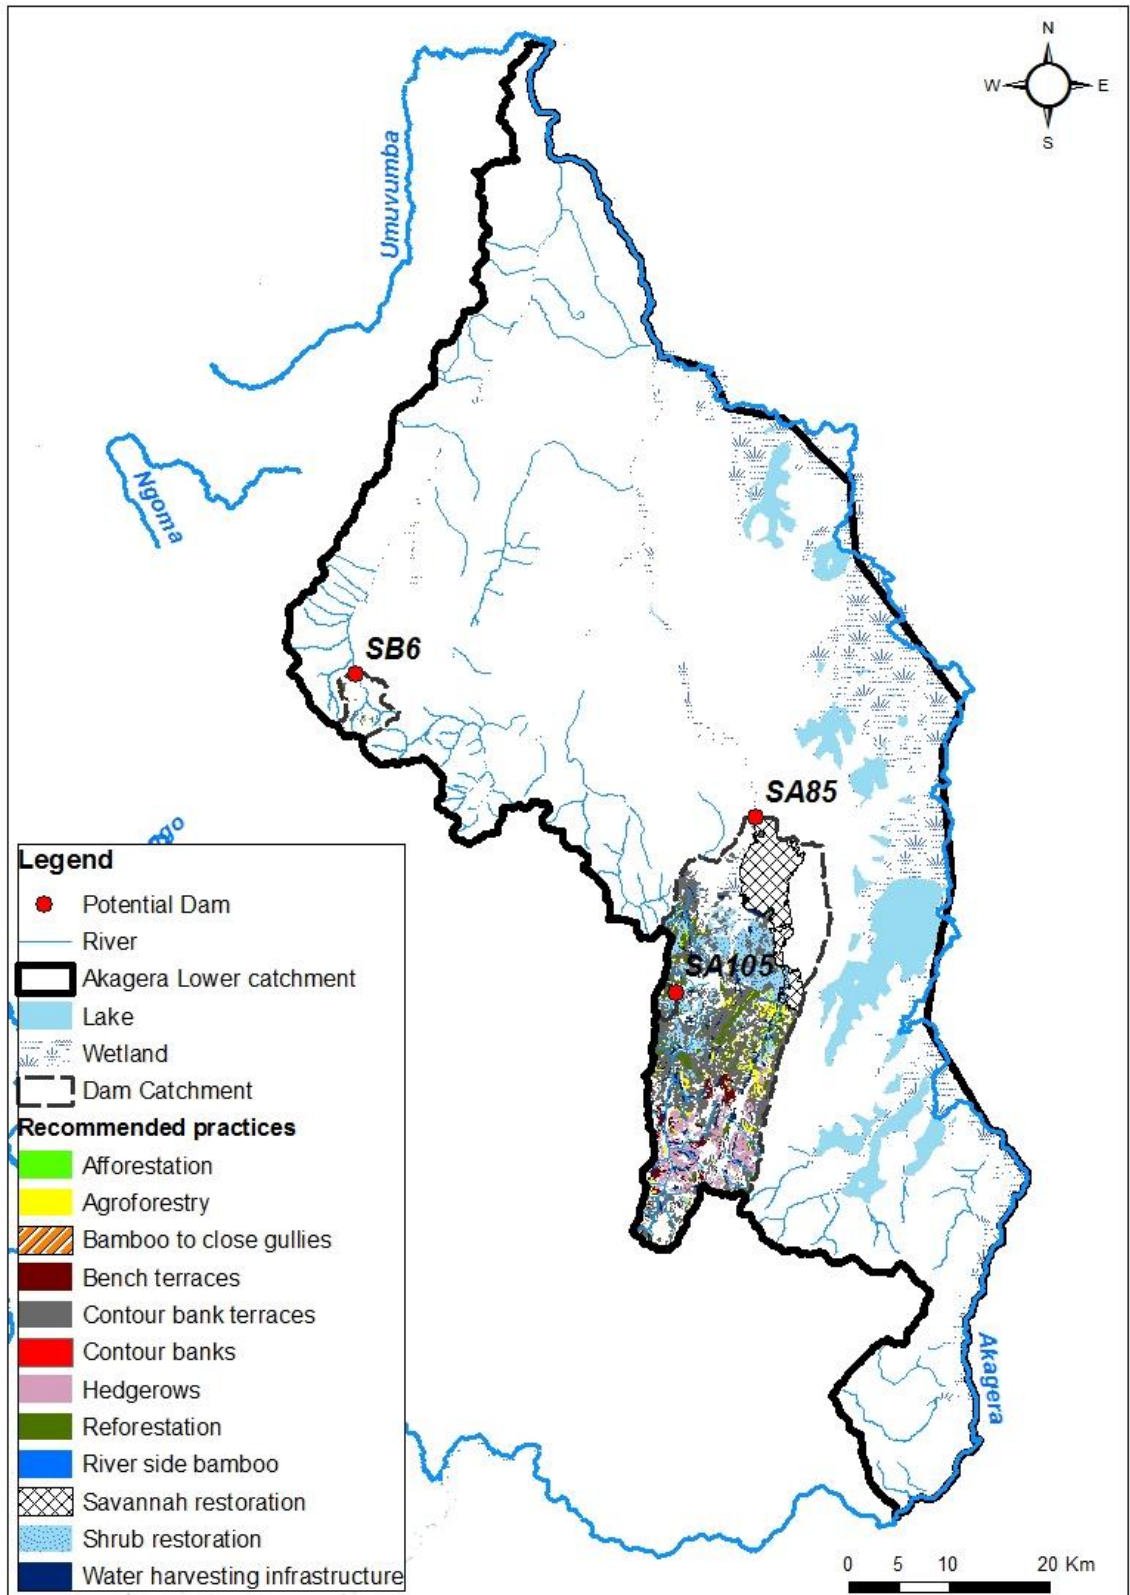 N
W
E
S
Umuvumba
Ngoma
SB6
SA85
SA105
Akagera
Legend
Potential Dam
River
Akagera Lower catchment
Lake
Wetland
Dam Catchment
Recommended practices
Afforestation
Agroforestry
Bamboo to close gullies
Bench terraces
Contour bank terraces
Contour banks
Hedgerows
Reforestation
River side bamboo
Savannah restoration
Shrub restoration
Water harvesting infrastructure
0 5 10 20 Km